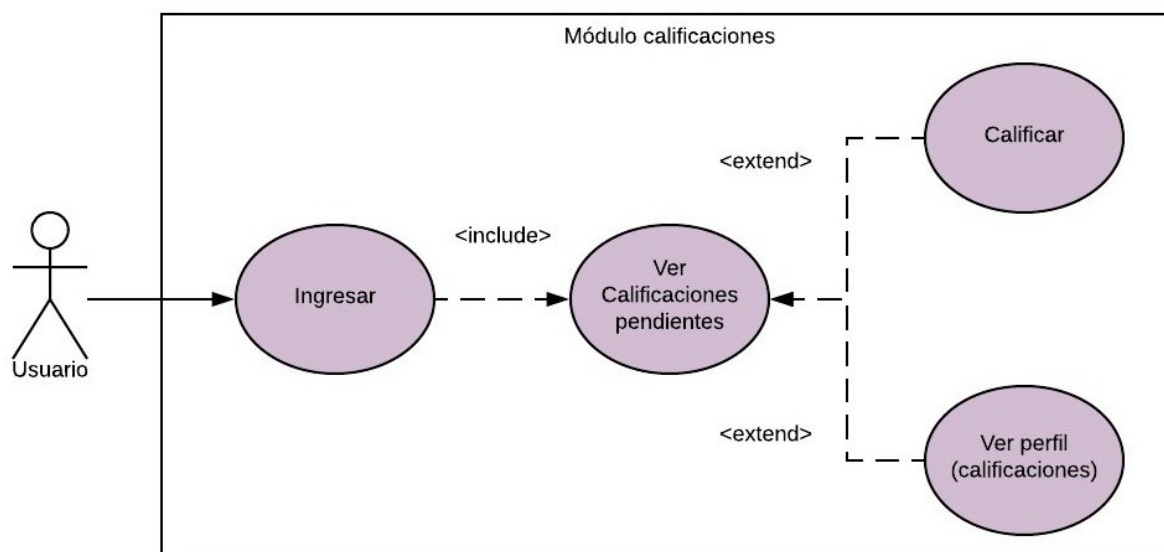 Módulo calificaciones
Calificar
<extend>
<include>
Ver
Calificaciones
pendientes
Ingresar
Usuario
<extend>
Ver perfil
(calificaciones)